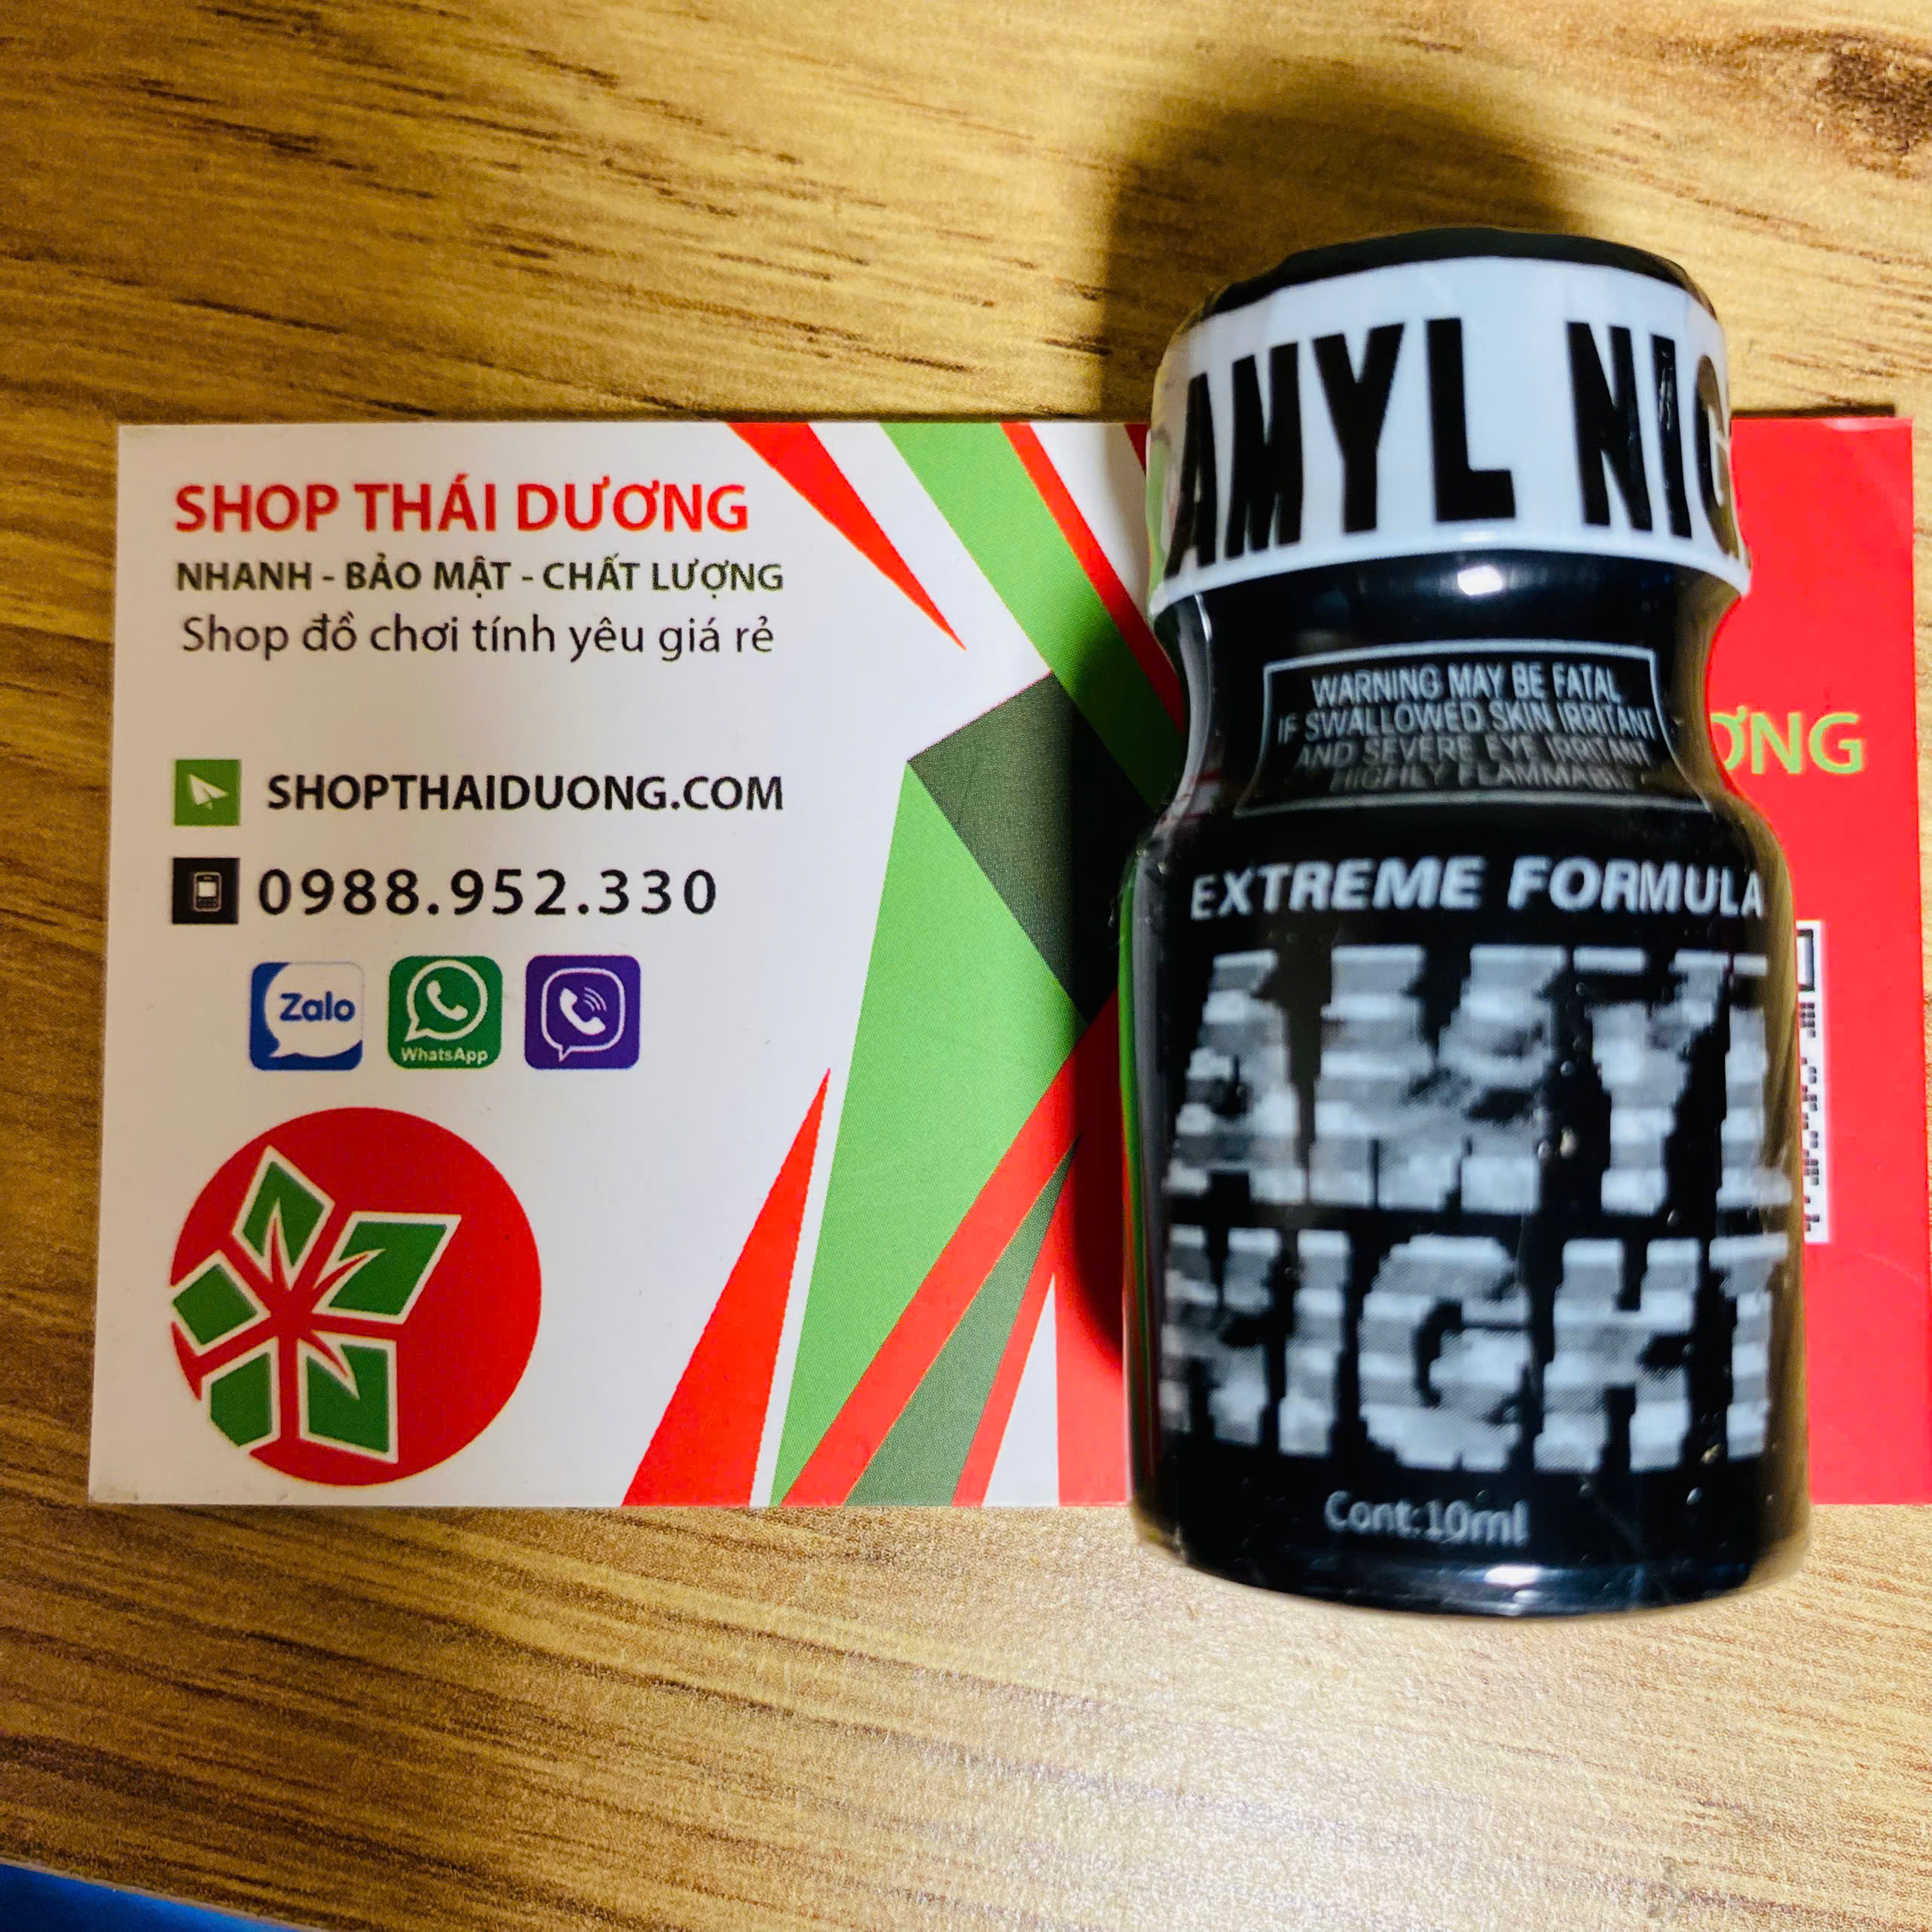 SHOP THÁI DƯƠNG
NHANH - BẢO MẬT - CHẤT LƯỢNG
Shop đồ chơi tính yêu giá rẻ
SHOPTHAIDUONG.COM
0988.952.330
Zalo
WhatsApp
AMYL NIG
WARNING MAY BE FATAL
IF SWALLOWED SKIN IRRITANT
AND SEVERE EYE IRRITANT
HIGHLY FLAMMABL
EXTREME FORMULA
AMYL
NIGHT
Cont:10ml
ƠNG